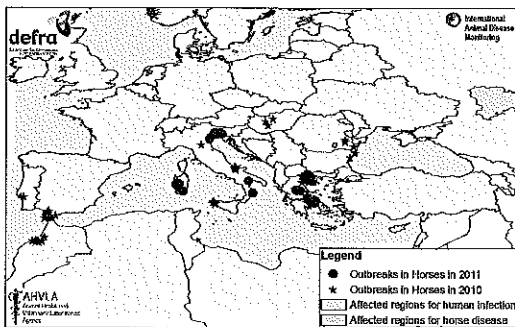 defra
International
Animal Disease
Monitoring
Legend
Outbreaks in Horses in 2011
Outbreaks in Horses in 2010
Affected regions for human infection
Affected regions for horse disease
AHVLA
Agency